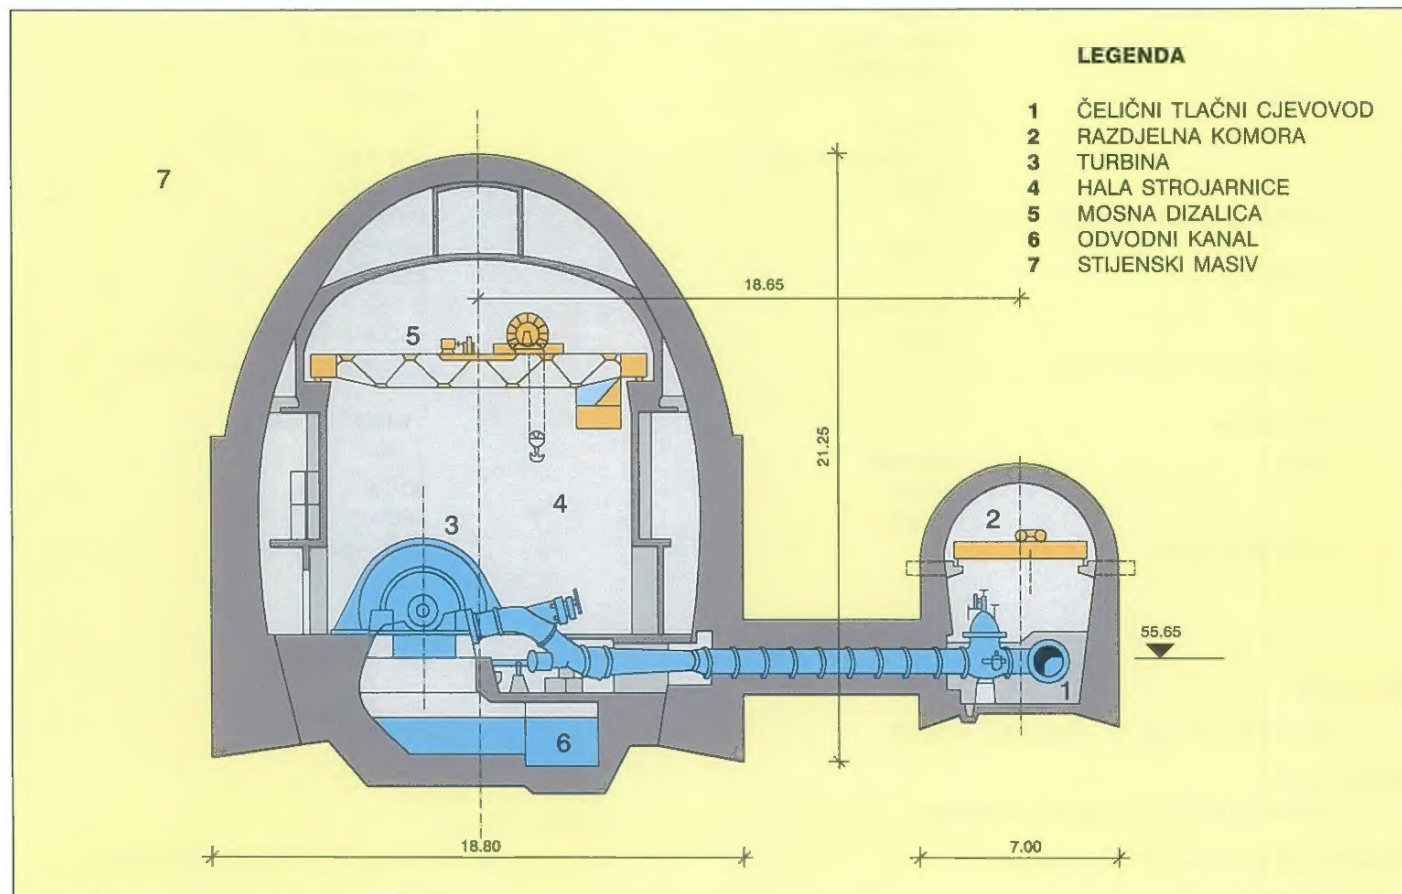 LEGENDA
1 ČELIČNI TLAČNI CJEVOVOD
2 RAZDJELNA KOMORA
3 TURBINA
4 HALA STROJARNICE
5 MOSNA DIZALICA
6 ODVODNI KANAL
7 STIJENSKI MASIV
7
18.65
5
21.25
4
3
2
55.65
1
6
18.80
7.00